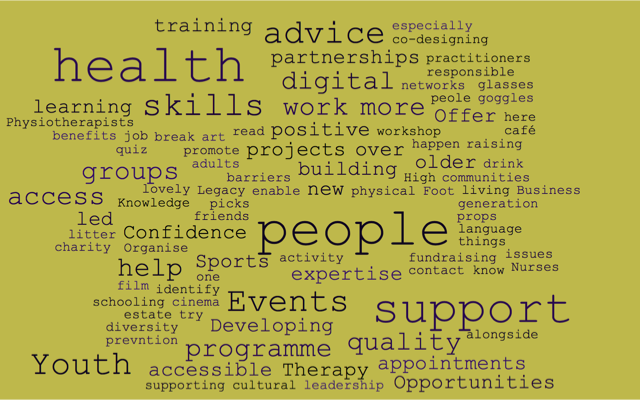 training advice especially
co-designing
health partnerships practitioners
digital responsible
networks glasses
learning skills work more peole goggles
Physiotherapists Offer here
benefits job break art read positive workshop café
quiz promote projects over happen raising
adults
groups barriers building older drink
High communities
access lovely Legacy enable new physical Foot living Business
Knowledge picks generation
led friends people props
litter Confidence language
charity Organise things
help Sports activity fundraising issues
one expertise contact know Nurses
film identify
schooling cinema Events support
estate try
diversity Developing
prevntion alongside
programme quality
Youth accessible Therapy appointments
supporting cultural leadership Opportunities